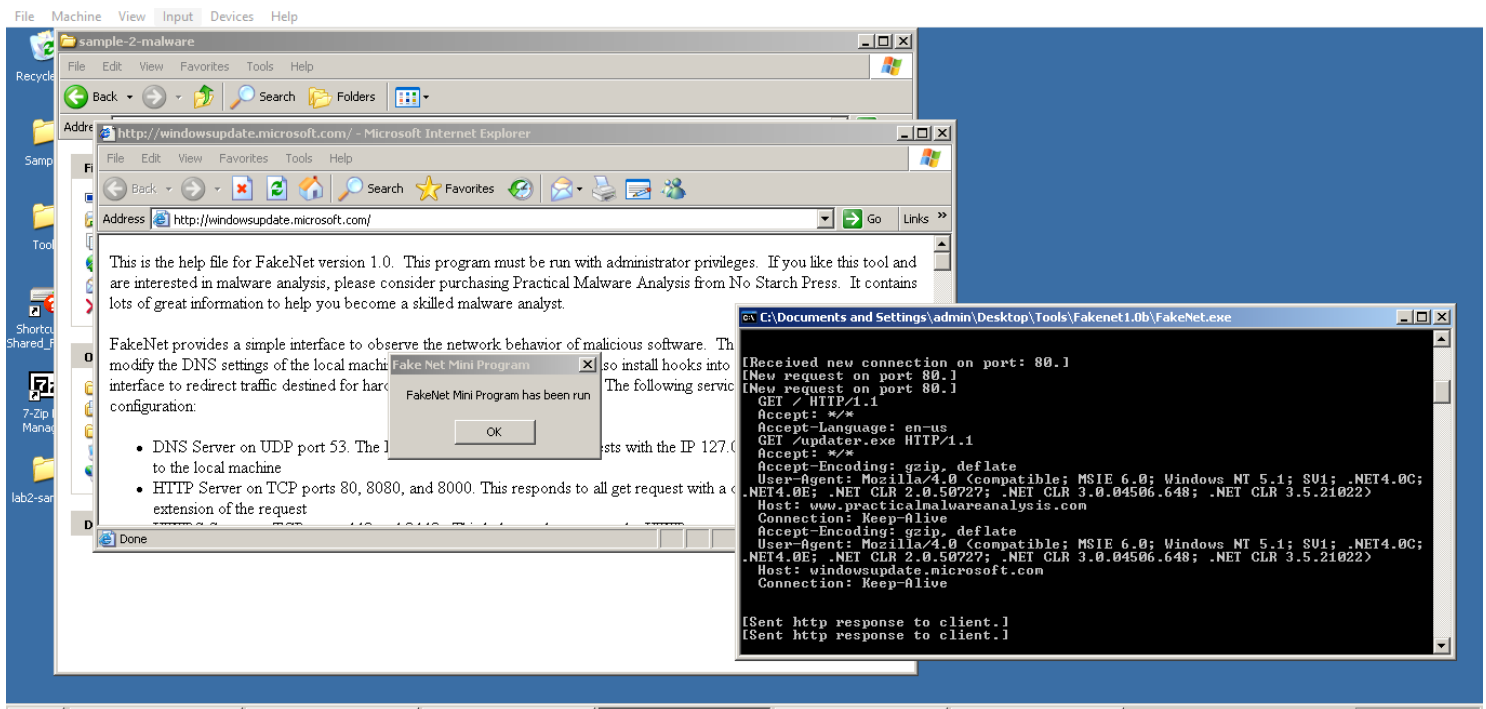 File Machine View Input Devices Help
sample-2-malware
File Edit View Favorites Tools Help
Back Search Folders
http://windowsupdate.microsoft.com/ - Microsoft Internet Explorer
File Edit View Favorites Tools Help
Back Search Favorites
Address http://windowsupdate.microsoft.com/ Go Links »
This is the help file for FakeNet version 1.0. This program must be run with administrator privileges. If you like this tool and
are interested in malware analysis, please consider purchasing Practical Malware Analysis from No Starch Press. It contains
lots of great information to help you become a skilled malware analyst.
FakeNet provides a simple interface to observe the network behavior of malicious software. Th
modify the DNS settings of the local machi so install hooks into
interface to redirect traffic destined for hard The following servic
configuration:
• DNS Server on UDP port 53. The ests with the IP 127.0
to the local machine
• HTTP Server on TCP ports 80, 8080, and 8000. This responds to all get request with a
extension of the request
Done
Fake Net Mini Program
FakeNet Mini Program has been run
OK
C:\Documents and Settings\admin\Desktop\Tools\Fakenet1.0b\FakeNet.exe
[Received new connection on port: 80.]
[New request on port 80.]
[New request on port 80.]
GET / HTTP/1.1
Accept: */*
Accept-Language: en-us
GET /updater.exe HTTP/1.1
Accept: */*
Accept-Encoding: gzip, deflate
User-Agent: Mozilla/4.0 (compatible; MSIE 6.0; Windows NT 5.1; SV1; .NET4.0C;
.NET4.0E; .NET CLR 2.0.50727; .NET CLR 3.0.04506.648; .NET CLR 3.5.21022)
Host: www.practicalmalwareanalysis.com
Connection: Keep-Alive
Accept-Encoding: gzip, deflate
User-Agent: Mozilla/4.0 (compatible; MSIE 6.0; Windows NT 5.1; SV1; .NET4.0C;
.NET4.0E; .NET CLR 2.0.50727; .NET CLR 3.0.04506.648; .NET CLR 3.5.21022)
Host: windowsupdate.microsoft.com
Connection: Keep-Alive
[Sent http response to client.]
[Sent http response to client.]
Recycle
Addre
Samp
Tool
Shortcu
Shared_F
7-Zip
Manag
lab2-sar